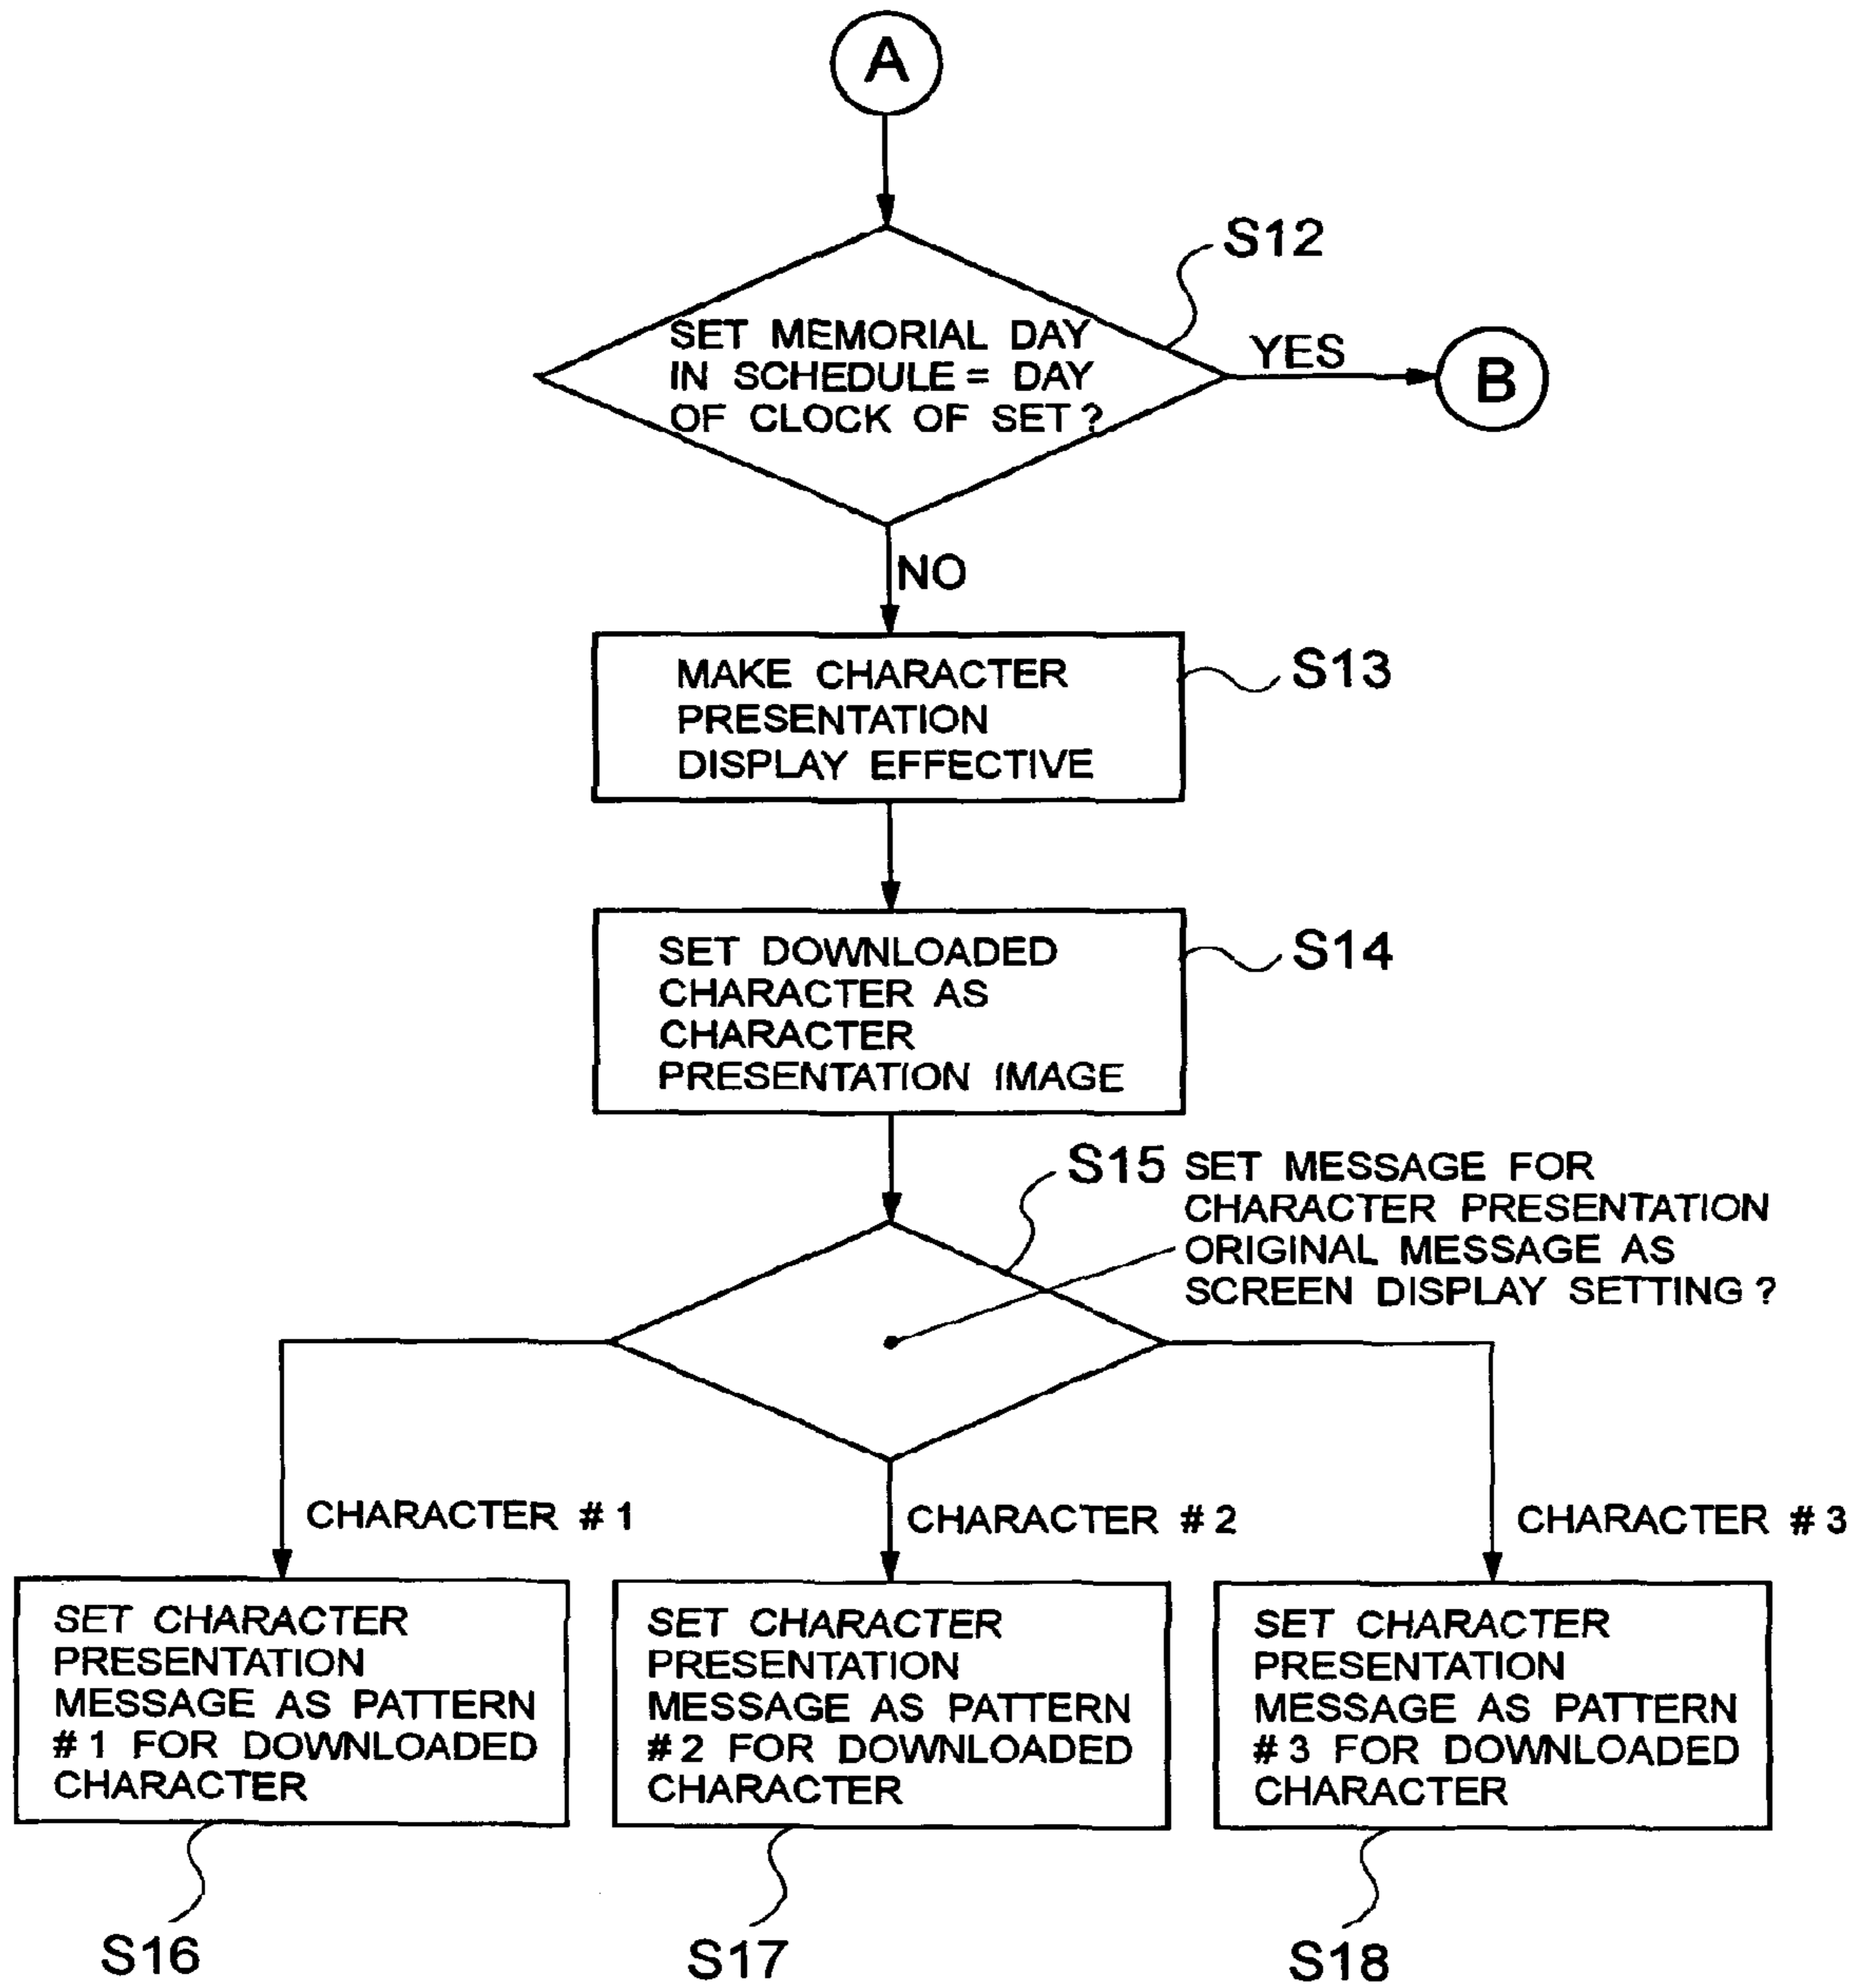 A
S12
SET MEMORIAL DAY
IN SCHEDULE = DAY
OF CLOCK OF SET ?
YES
B
NO
MAKE CHARACTER
PRESENTATION
DISPLAY EFFECTIVE
S13
SET DOWNLOADED
CHARACTER AS
CHARACTER
PRESENTATION IMAGE
S14
S15
SET MESSAGE FOR
CHARACTER PRESENTATION
ORIGINAL MESSAGE AS
SCREEN DISPLAY SETTING ?
CHARACTER # 1
CHARACTER # 2
CHARACTER # 3
SET CHARACTER
PRESENTATION
MESSAGE AS PATTERN
# 1 FOR DOWNLOADED
CHARACTER
SET CHARACTER
PRESENTATION
MESSAGE AS PATTERN
# 2 FOR DOWNLOADED
CHARACTER
SET CHARACTER
PRESENTATION
MESSAGE AS PATTERN
# 3 FOR DOWNLOADED
CHARACTER
S16
S17
S18